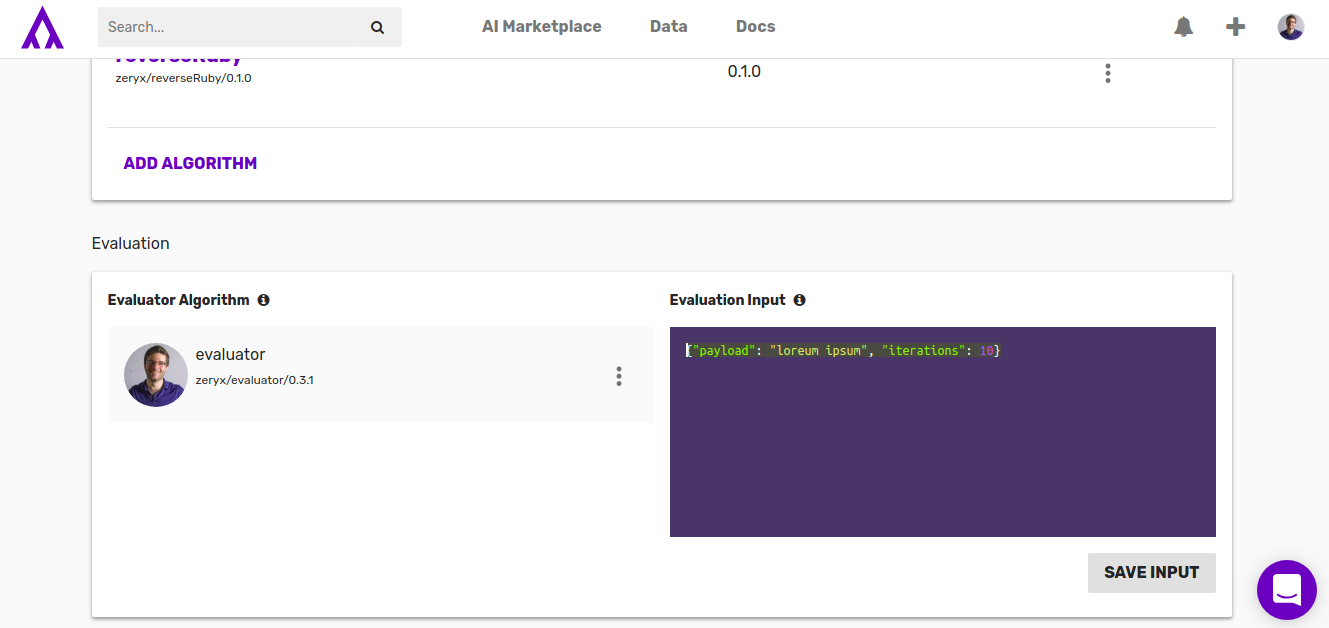 Search...
AI Marketplace
Data
Docs
reverseRuby
zeryx/reverseRuby/0.1.0
0.1.0
ADD ALGORITHM
Evaluation
Evaluator Algorithm
Evaluation Input
evaluator
zeryx/evaluator/0.3.1
{"payload": "loreum ipsum", "iterations": 10}
SAVE INPUT